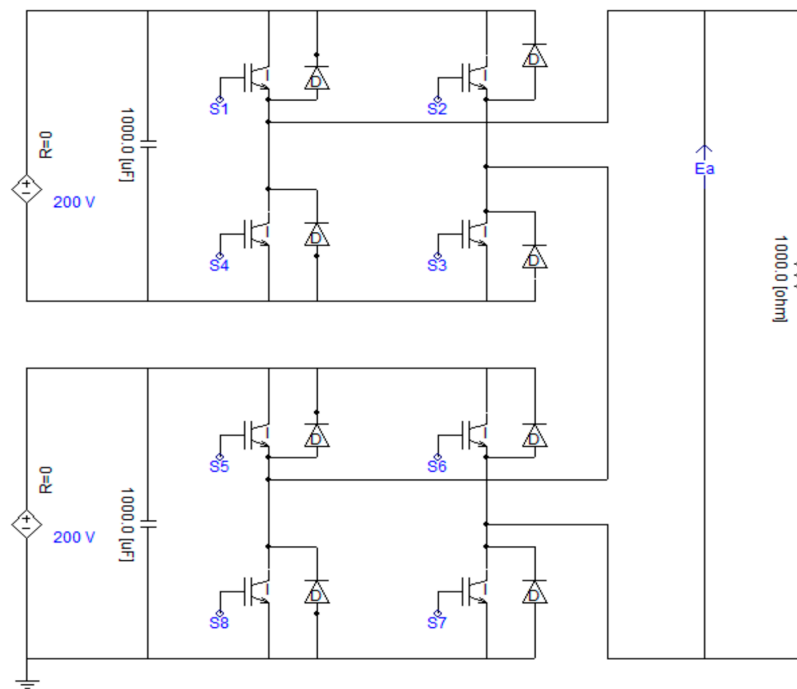 S1
D
I
S2
D
I
R=0
200 V
1000.0 [uF]
Ea
1000.0 [ohm]
S4
D
I
S3
D
I
S5
D
I
S6
D
I
R=0
200 V
1000.0 [uF]
S8
D
I
S7
D
I